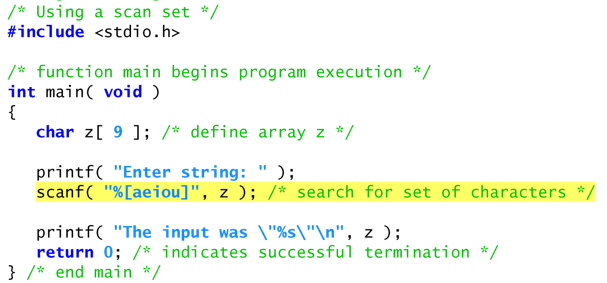 /* Using a scan set */
#include <stdio.h>
/* function main begins program execution */
int main( void )
{
char z[ 9 ]; /* define array z */
printf( "Enter string: " );
scanf( "%[aeiou]", z ); /* search for set of characters */
printf( "The input was \"%s\"\n", z );
return 0; /* indicates successful termination */
} /* end main */